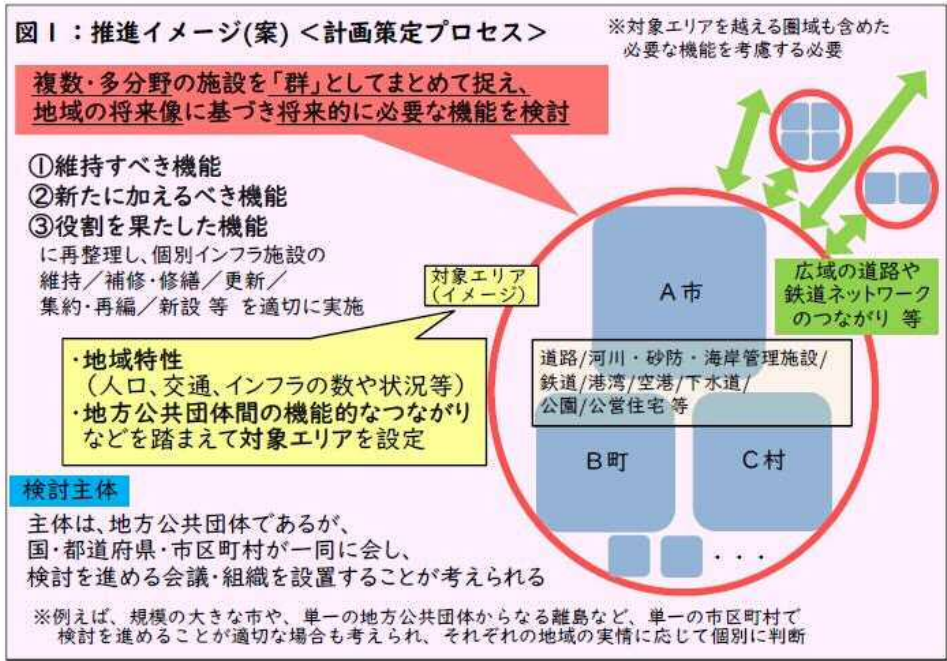 図1：推進イメージ(案) ＜計画策定プロセス＞
※対象エリアを越える圏域も含めた
必要な機能を考慮する必要
複数・多分野の施設を「群」としてまとめて捉え、
地域の将来像に基づき将来的に必要な機能を検討
①維持すべき機能
②新たに加えるべき機能
③役割を果たした機能
に再整理し、個別インフラ施設の
維持／補修・修繕／更新／
集約・再編／新設 等 を適切に実施
対象エリア
(イメージ)
A市
広域の道路や
鉄道ネットワーク
のつながり 等
・地域特性
（人口、交通、インフラの数や状況等）
・地方公共団体間の機能的なつながり
などを踏まえて対象エリアを設定
道路/河川・砂防・海岸管理施設/
鉄道/港湾/空港/下水道/
公園/公営住宅 等
B町
C村
・・・
検討主体
主体は、地方公共団体であるが、
国・都道府県・市区町村が一同に会し、
検討を進める会議・組織を設置することが考えられる
※例えば、規模の大きな市や、単一の地方公共団体からなる離島など、単一の市区町村で
検討を進めることが適切な場合も考えられ、それぞれの地域の実情に応じて個別に判断